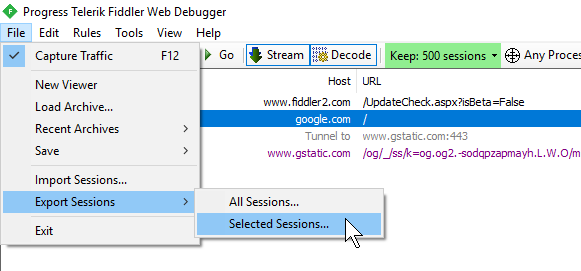 Progress Telerik Fiddler Web Debugger
File Edit Rules Tools View Help
Capture Traffic F12
Go Stream Decode Keep: 500 sessions Any Proce
New Viewer
Load Archive...
Recent Archives
Save
Import Sessions...
Export Sessions
Exit
All Sessions...
Selected Sessions...
Host URL
www.fiddler2.com /UpdateCheck.aspx?isBeta=False
google.com /
Tunnel to www.gstatic.com:443
www.gstatic.com /og/_/ss/k=og.og2.-sodqpzapmayh.L.W.O/m